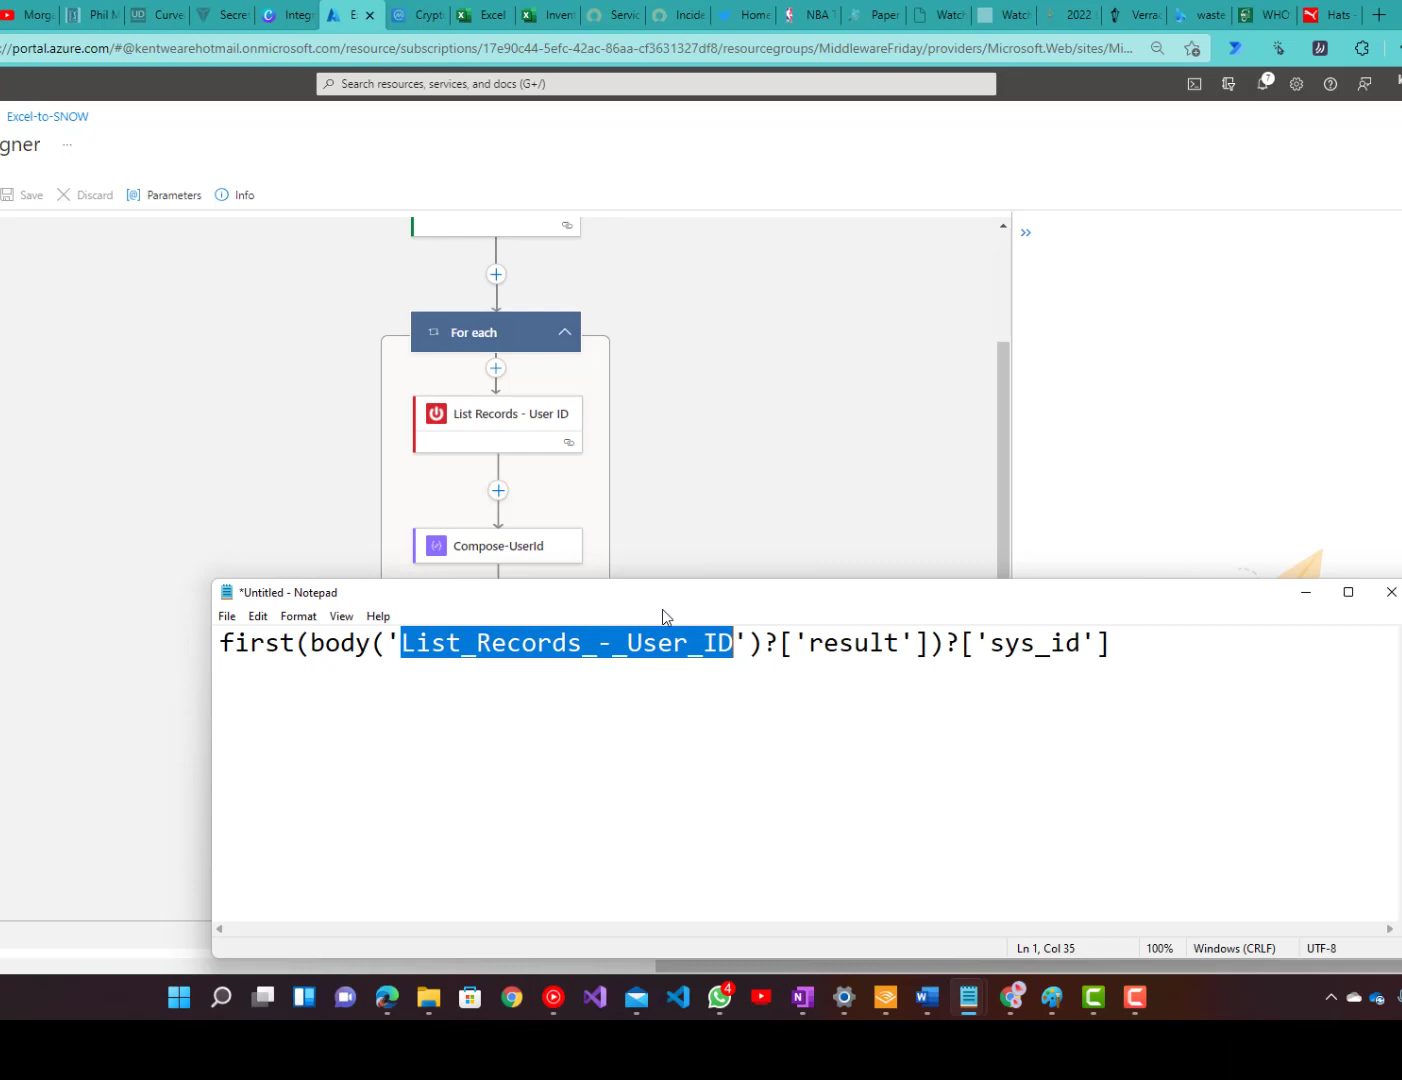 Morg
Phil M
Curve
Secre
Integr
E
Crypt
Excel
Inven
Servic
Incide
Home
NBA T
Paper
Watch
Watc
2022
Verra
waste
WHO
Hats -
://portal.azure.com/#@kentwearehotmail.onmicrosoft.com/resource/subscriptions/17e90c44-5efc-42ac-86aa-cf3631327df8/resourcegroups/MiddlewareFriday/providers/Microsoft.Web/sites/Mi...
Search resources, services, and docs (G+/)
7
Excel-to-SNOW
gner ...
Save
Discard
Parameters
Info
For each
List Records - User ID
Compose-UserId
*Untitled - Notepad
File Edit Format View Help
first(body('List_Records_-_User_ID')?['result'])?['sys_id']
Ln 1, Col 35
100%
Windows (CRLF)
UTF-8
4